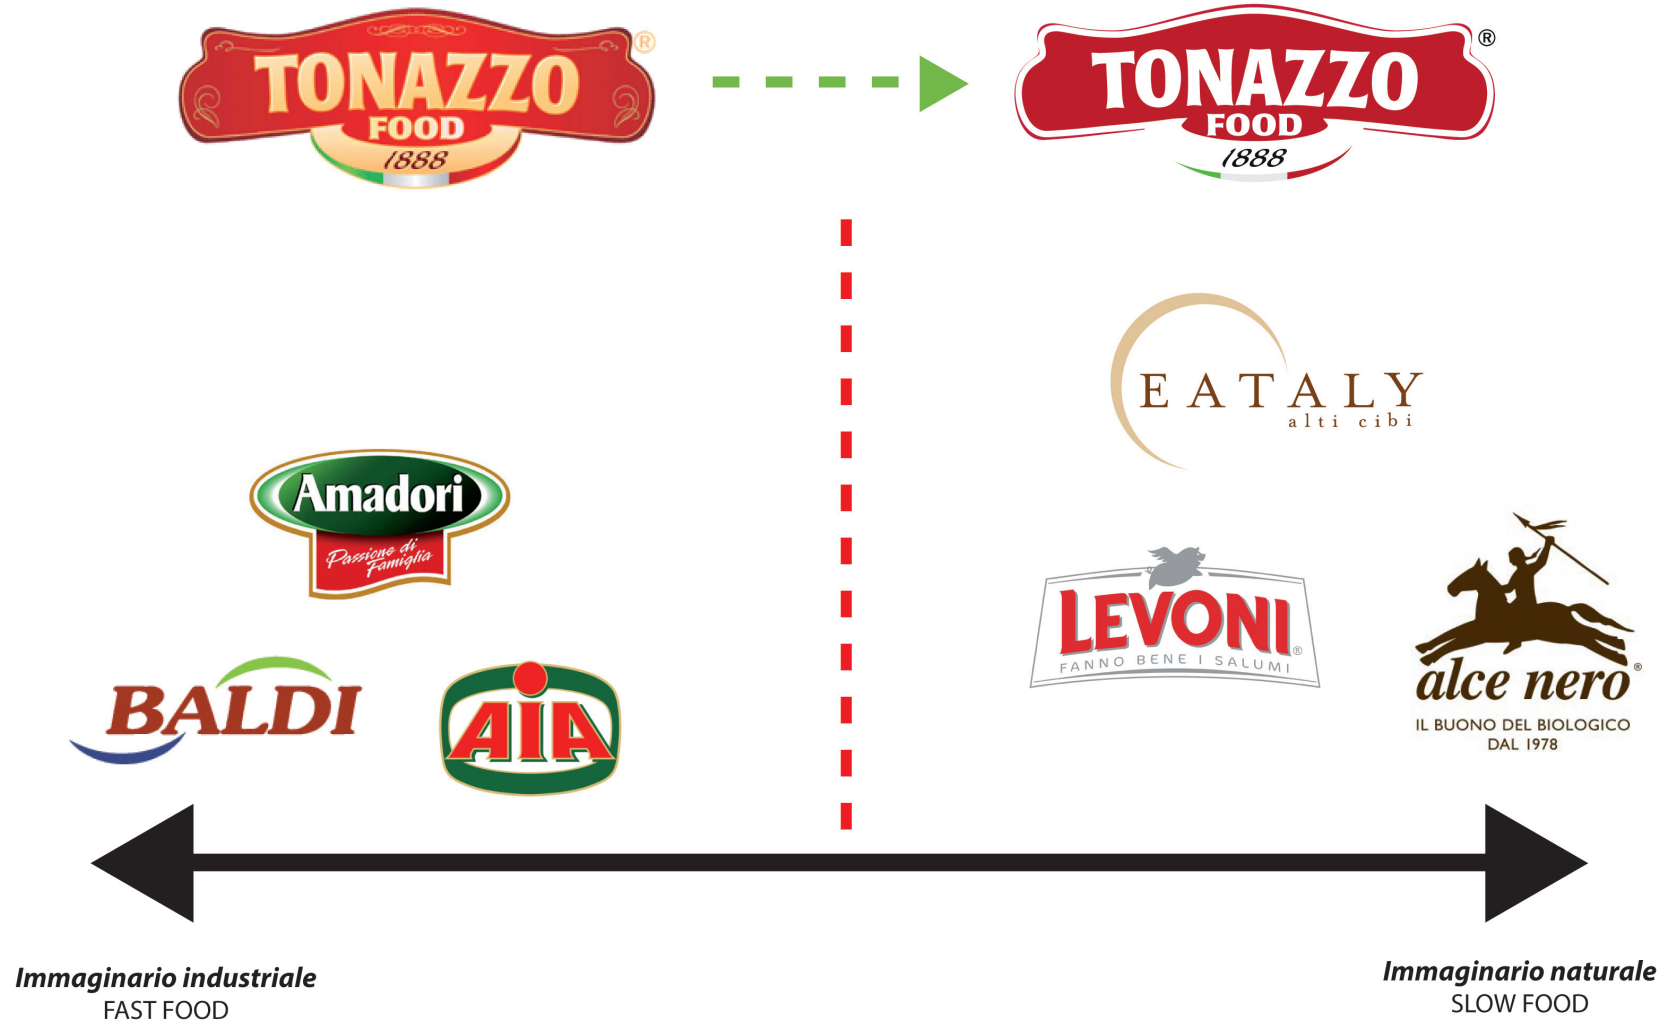 TONAZZO
FOOD
1888
®
TONAZZO
FOOD
1888
®
EATALY
alti cibi
Amadori
Passione di
Famiglia
LEVONI
®
FANNO BENE I SALUMI
alce nero
®
IL BUONO DEL BIOLOGICO
DAL 1978
BALDI
AIA
Immaginario industriale
FAST FOOD
Immaginario naturale
SLOW FOOD